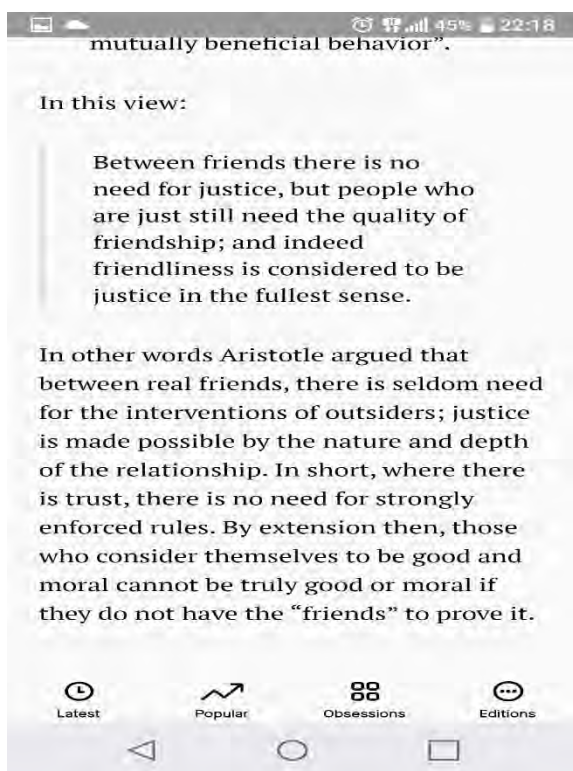 45% 22:18
mutually beneficial behavior”.
In this view:
Between friends there is no
need for justice, but people who
are just still need the quality of
friendship; and indeed
friendliness is considered to be
justice in the fullest sense.
In other words Aristotle argued that
between real friends, there is seldom need
for the interventions of outsiders; justice
is made possible by the nature and depth
of the relationship. In short, where there
is trust, there is no need for strongly
enforced rules. By extension then, those
who consider themselves to be good and
moral cannot be truly good or moral if
they do not have the “friends” to prove it.
Latest Popular Obsessions Editions